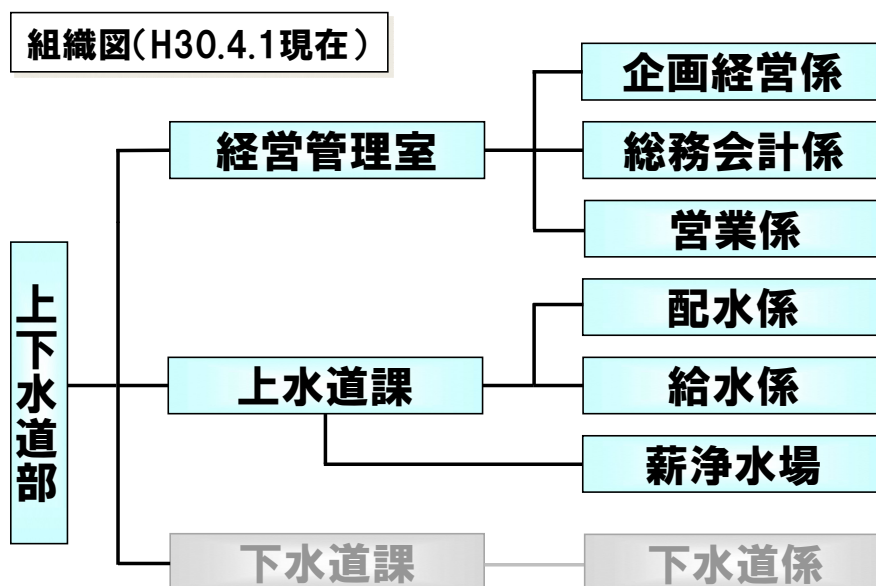 組織図(H30.4.1現在)
上下水道部
経営管理室
企画経営係
総務会計係
営業係
上水道課
配水係
給水係
薪浄水場
下水道課
下水道係